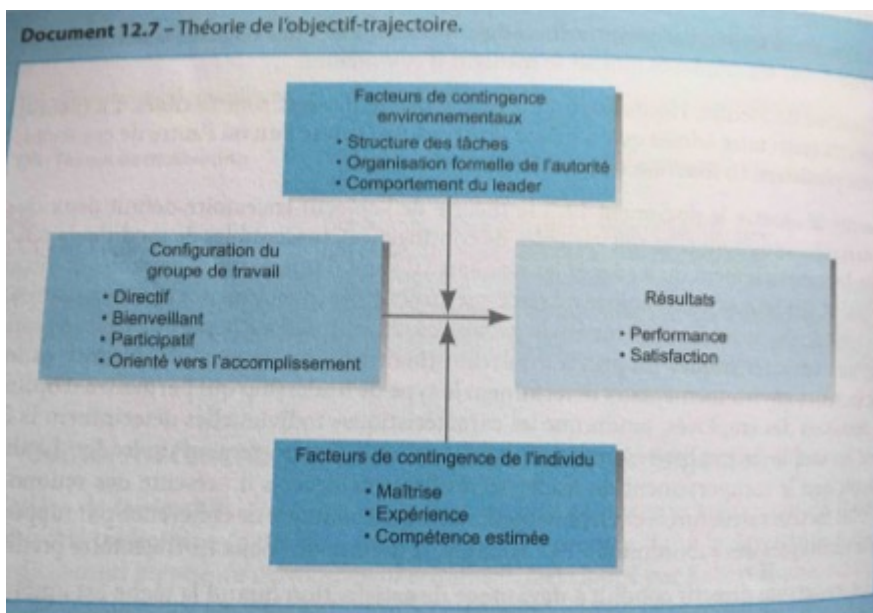 Document 12.7 – Théorie de l'objectif-trajectoire.
Facteurs de contingence
environnementaux
• Structure des tâches
• Organisation formelle de l'autorité
• Comportement du leader
Configuration du
groupe de travail
• Directif
• Bienveillant
• Participatif
• Orienté vers l'accomplissement
Résultats
• Performance
• Satisfaction
Facteurs de contingence de l'individu
• Maîtrise
• Expérience
• Compétence estimée